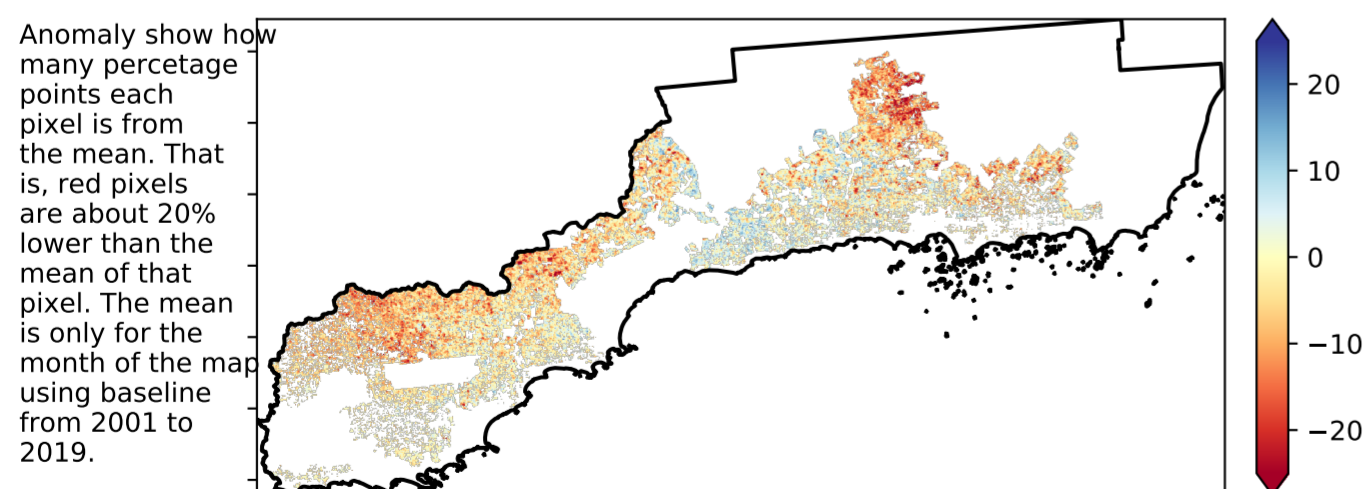 Anomaly show how
many percetage
points each
pixel is from
the mean. That
is, red pixels
are about 20%
lower than the
mean of that
pixel. The mean
is only for the
month of the map
using baseline
from 2001 to
2019.
20
10
0
−10
−20